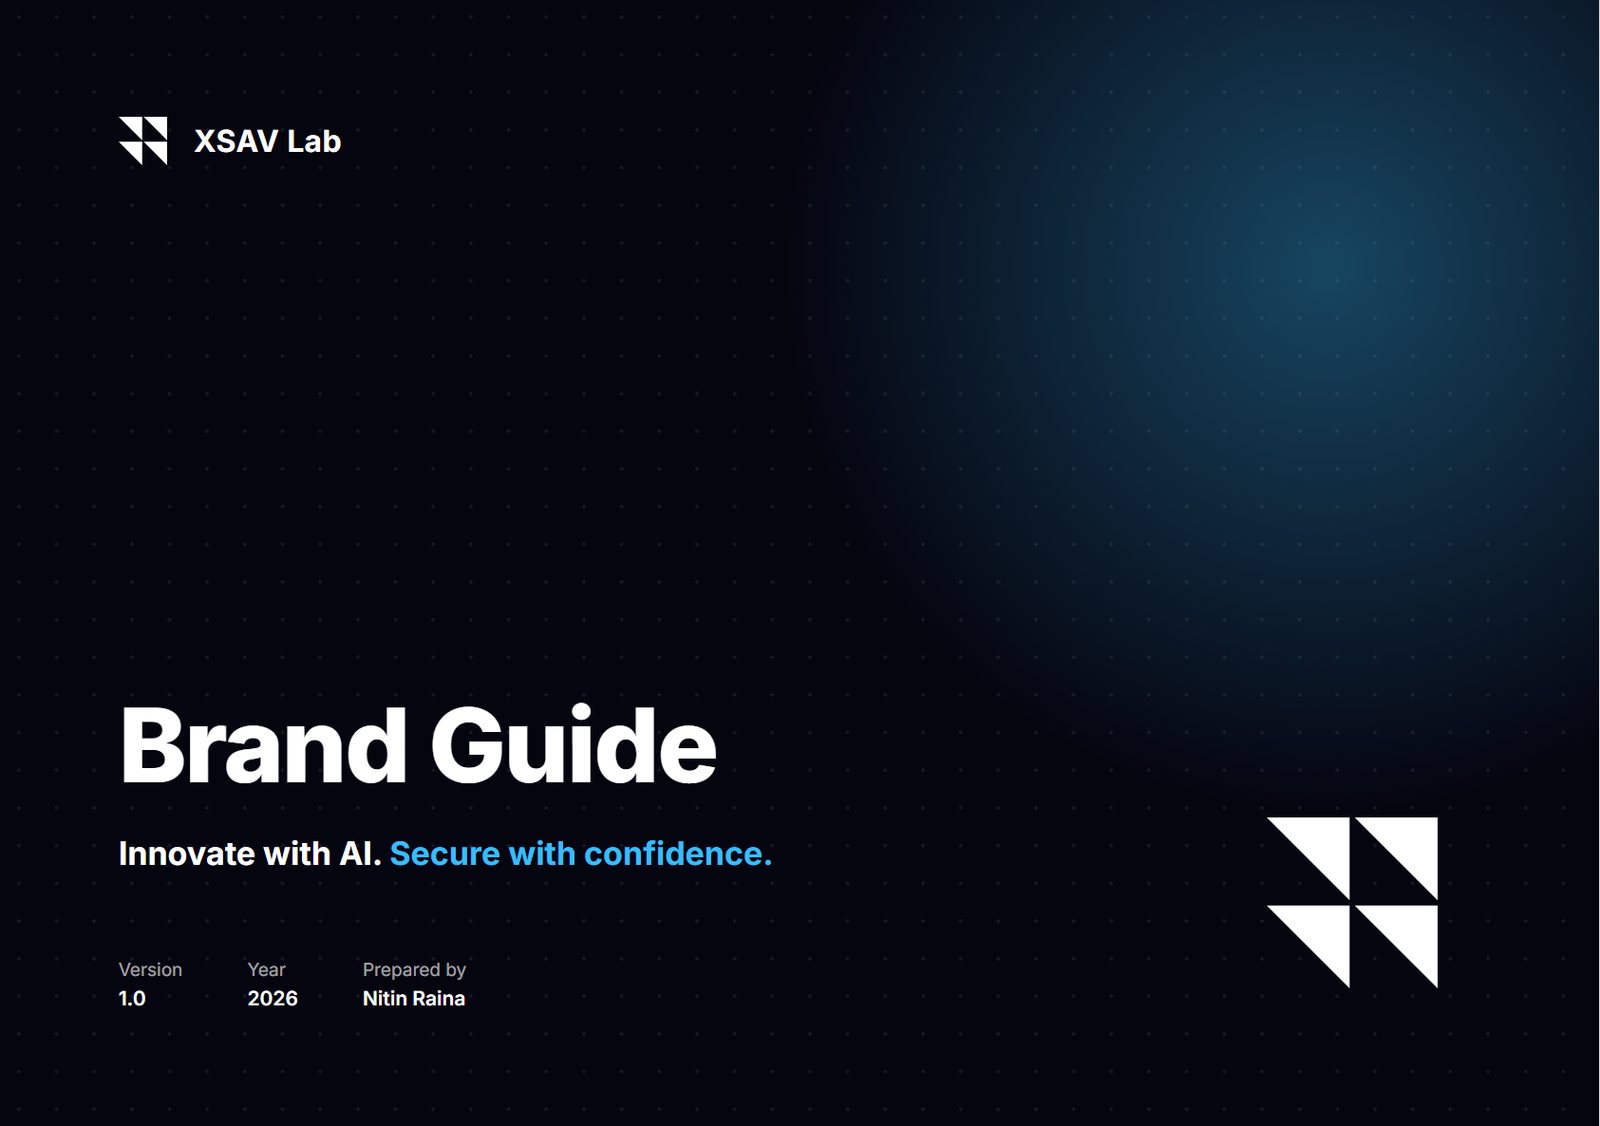 XSAV Lab
Brand Guide
Innovate with AI. Secure with confidence.
Version Year Prepared by
1.0 2026 Nitin Raina